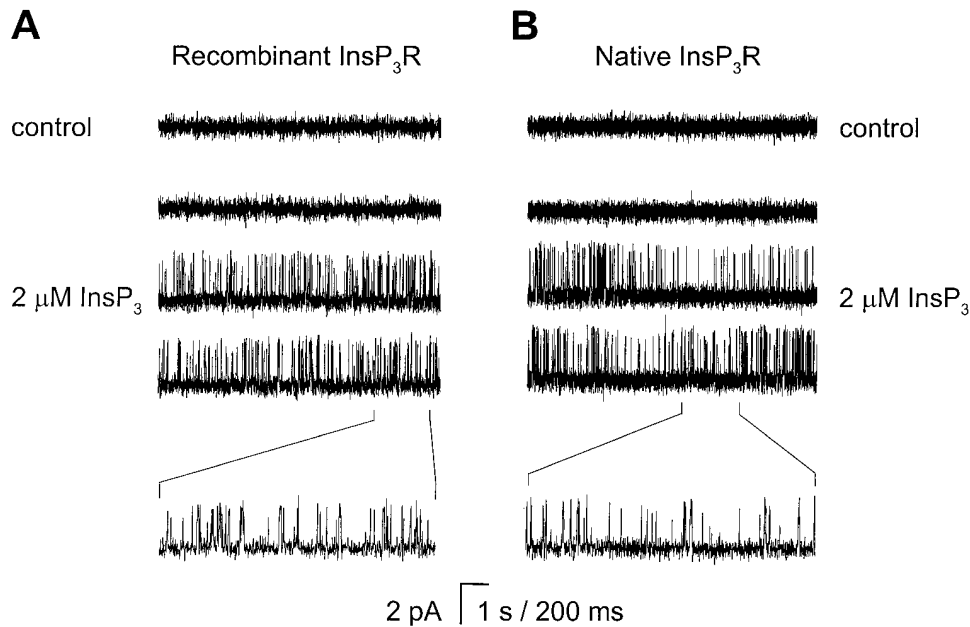 A
B
Recombinant InsP₃R
Native InsP₃R
control
control
2 μM InsP₃
2 μM InsP₃
2 pA
1 s / 200 ms